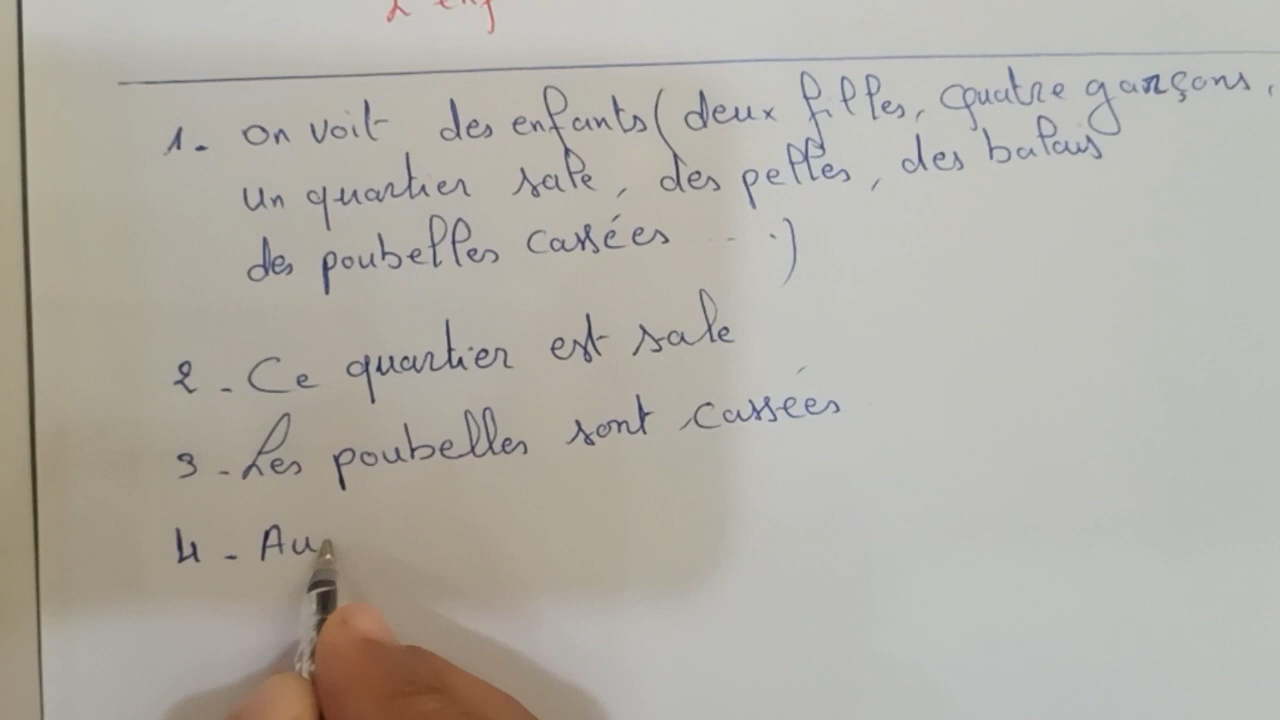 1. On voit des enfants (deux filles, quatre garçons,
un quartier sale, des pelles, des balais
des poubelles cassées - ..)
2 - Ce quartier est sale
3 - Les poubelles sont cassées
4 - Au